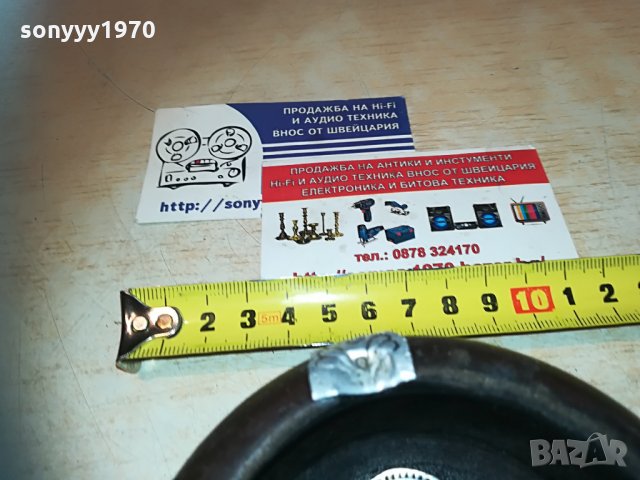 sonyyy1970
ПРОДАЖБА НА Hi-Fi
И АУДИО ТЕХНИКА
ВНОС ОТ ШВЕЙЦАРИЯ
http://sony
ПРОДАЖБА НА АНТИКИ И ИНСТУМЕНТИ
Hi-Fi И АУДИО ТЕХНИКА ВНОС ОТ ШВЕЙЦАРИЯ
ЕЛЕКТРОНИКА И БИТОВА ТЕХНИКА
тел.: 0878 324170
2 3 5m 4 5 6 7 8 9 10 1 2
BAZAR